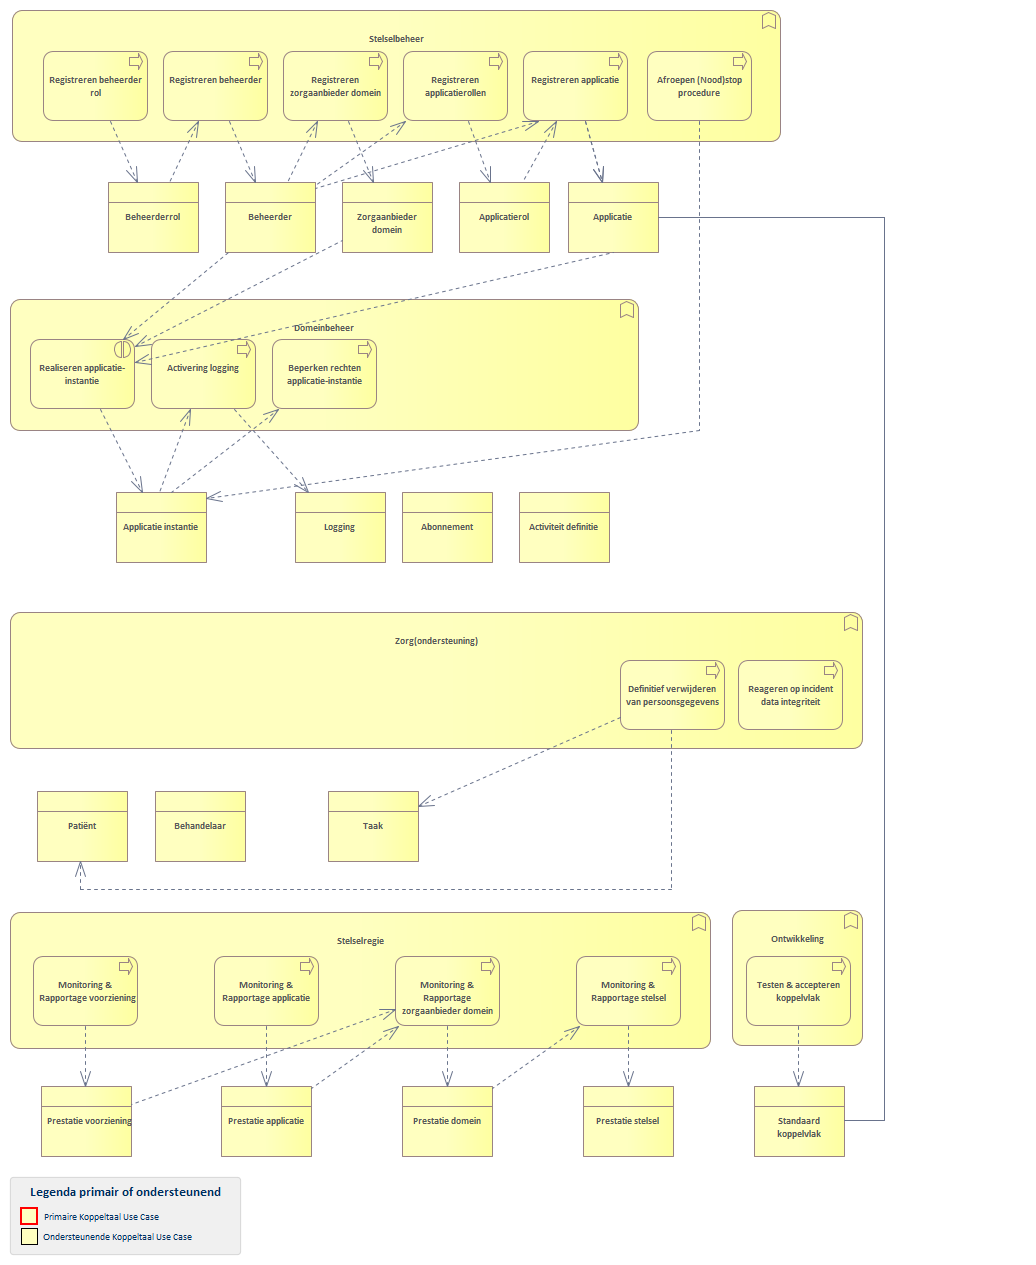 Stelselbeheer
Registreren beheerder
rol
Registreren beheerder
Registreren
zorgaanbieder domein
Registreren
applicatierollen
Registreren applicatie
Afroepen (Nood)stop
procedure
Beheerderrol
Beheerder
Zorgaanbieder
domein
Applicatierol
Applicatie
Domeinbeheer
Realiseren applicatie-
instantie
Activering logging
Beperken rechten
applicatie-instantie
Applicatie instantie
Logging
Abonnement
Activiteit definitie
Zorg(ondersteuning)
Definitief verwijderen
van persoonsgegevens
Reageren op incident
data integriteit
Patiënt
Behandelaar
Taak
Stelselregie
Monitoring &
Rapportage voorziening
Monitoring &
Rapportage applicatie
Monitoring &
Rapportage
zorgaanbieder domein
Monitoring &
Rapportage stelsel
Ontwikkeling
Testen & accepteren
koppelvlak
Prestatie voorziening
Prestatie applicatie
Prestatie domein
Prestatie stelsel
Standaard
koppelvlak
Legenda primair of ondersteunend
Primaire Koppeltaal Use Case
Ondersteunende Koppeltaal Use Case